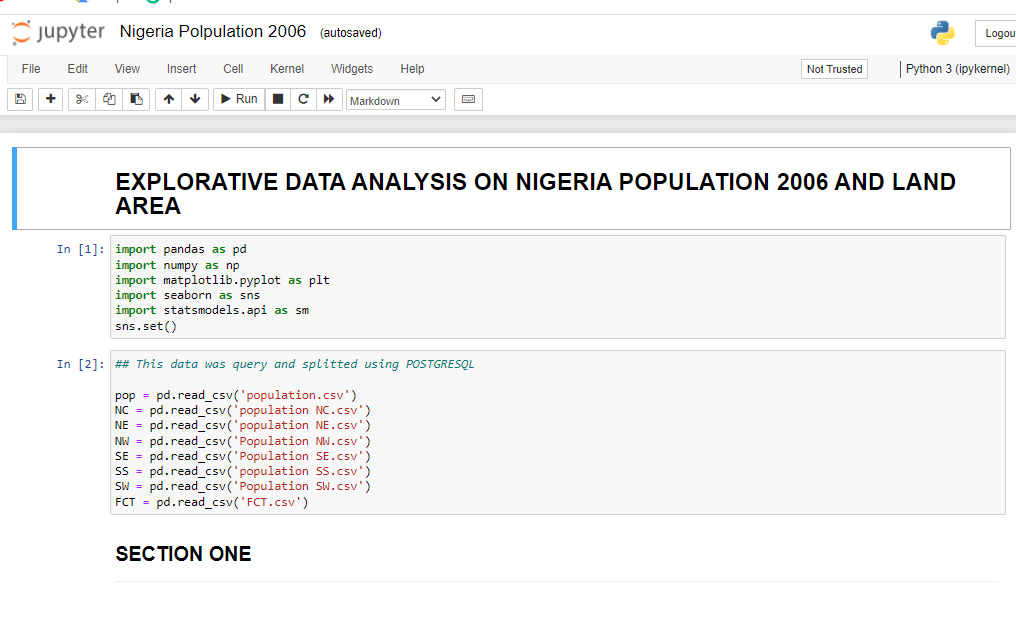 jupyter Nigeria Polpulation 2006 (autosaved)
Logou
File Edit View Insert Cell Kernel Widgets Help
Not Trusted
Python 3 (ipykernel)
Run
Markdown
EXPLORATIVE DATA ANALYSIS ON NIGERIA POPULATION 2006 AND LAND
AREA
In [1]:
import pandas as pd
import numpy as np
import matplotlib.pyplot as plt
import seaborn as sns
import statsmodels.api as sm
sns.set()
In [2]:
## This data was query and splitted using POSTGRESQL
pop = pd.read_csv('population.csv')
NC = pd.read_csv('population NC.csv')
NE = pd.read_csv('population NE.csv')
NW = pd.read_csv('Population NW.csv')
SE = pd.read_csv('Population SE.csv')
SS = pd.read_csv('population SS.csv')
SW = pd.read_csv('Population SW.csv')
FCT = pd.read_csv('FCT.csv')
SECTION ONE